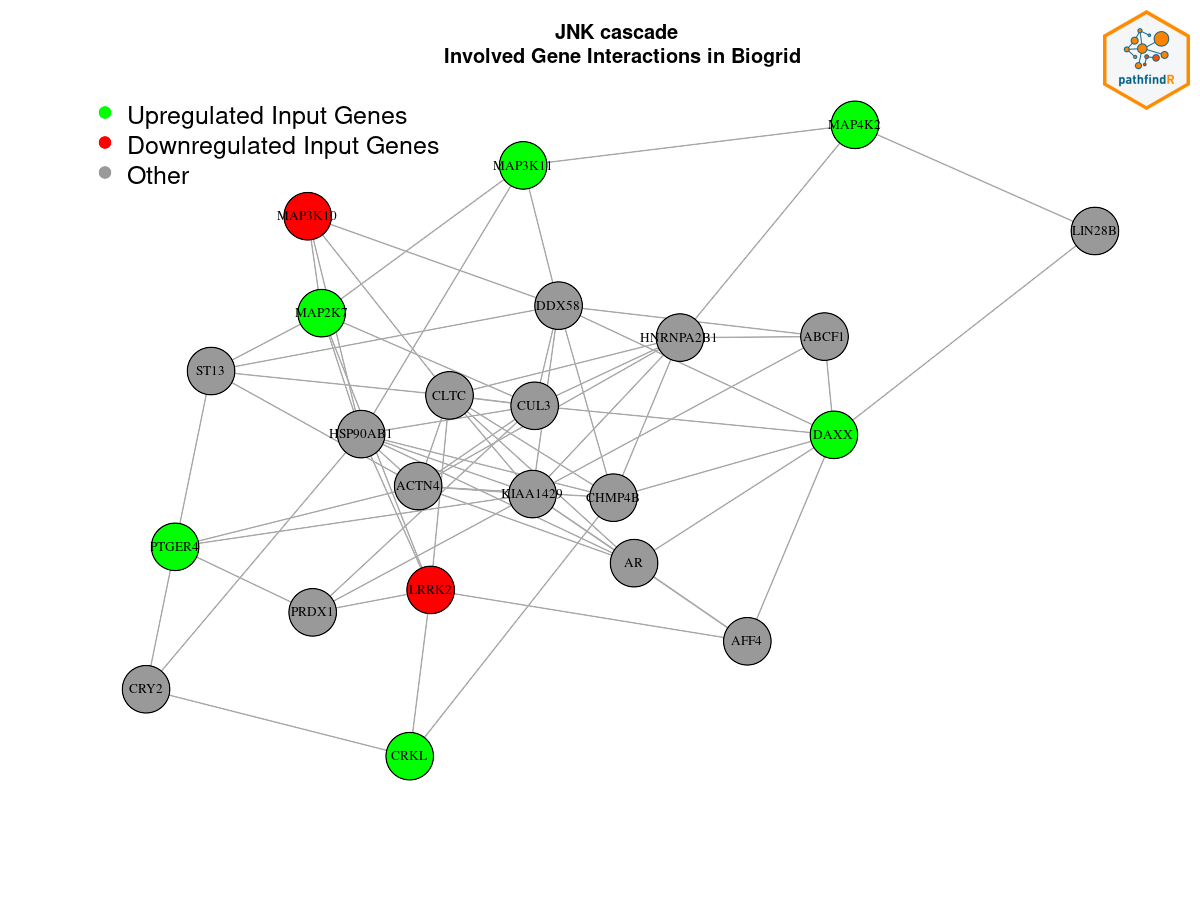 JNK cascade
Involved Gene Interactions in Biogrid
pathfindR
Upregulated Input Genes
Downregulated Input Genes
Other
MAP4K2
MAP3K11
MAP3K10
LIN28B
DDX58
MAP2K7
HNRNPA2B1
ABCF1
ST13
CLTC
CUL3
HSP90AB1
DAXX
ACTN4
KIAA1429
CHMP4B
PTGER4
AR
LRRK2
PRDX1
AFF4
CRY2
CRKL